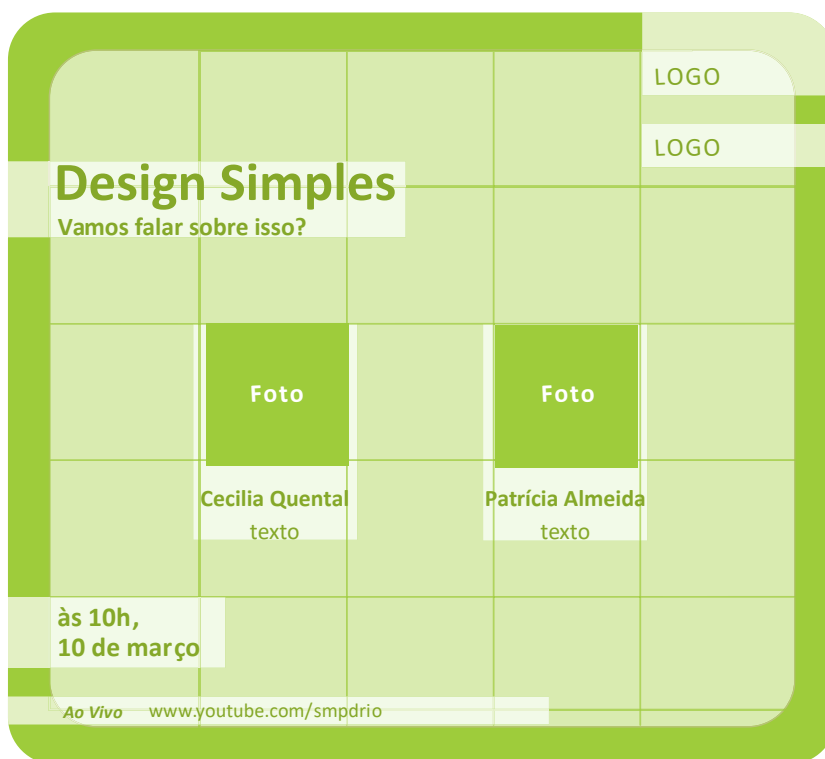 LOGO
LOGO
Design Simples
Vamos falar sobre isso?
Foto
Foto
Cecilia Quental
texto
Patrícia Almeida
texto
às 10h,
10 de março
Ao Vivo www.youtube.com/smpdrio